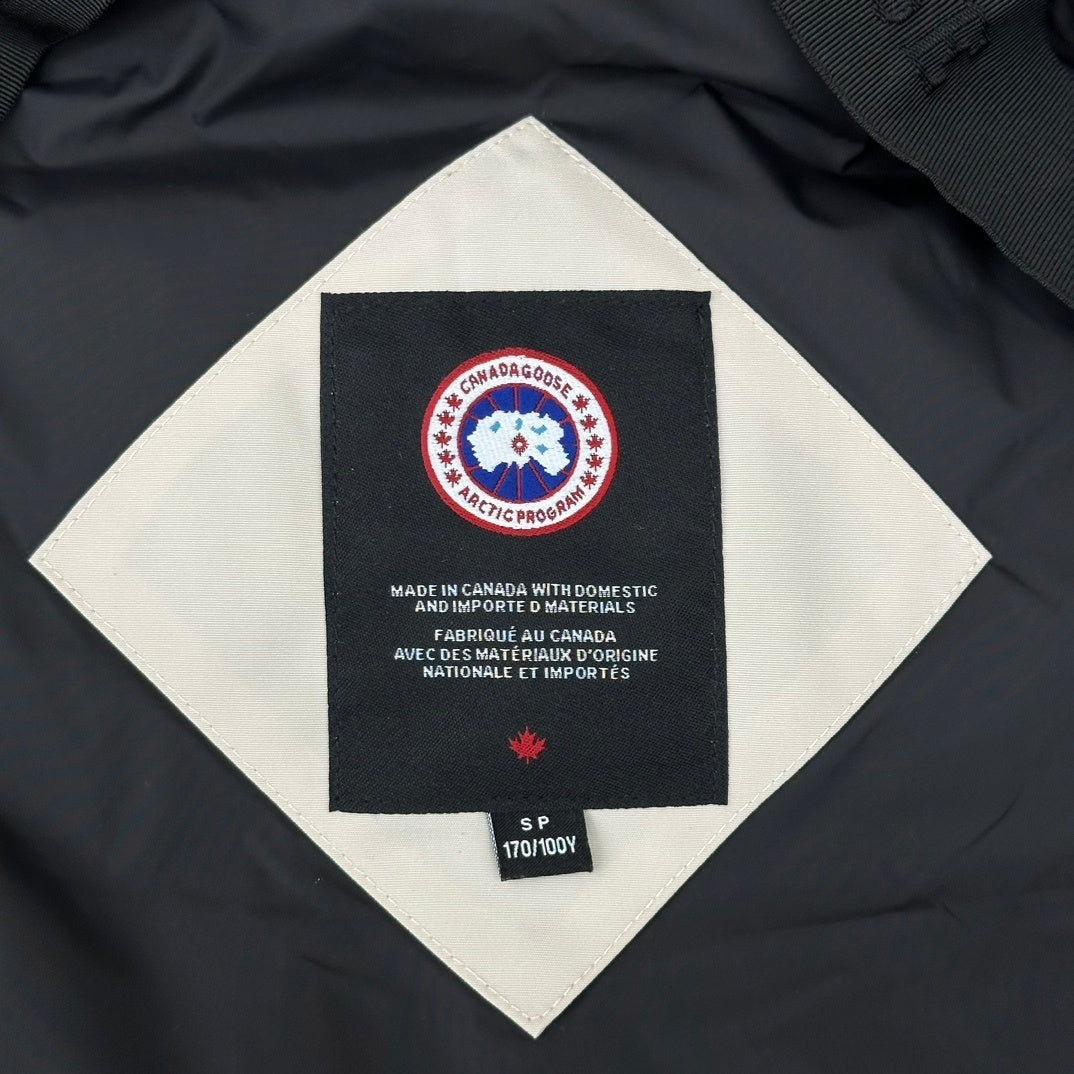 CANADA GOOSE
ARCTIC PROGRAM
MADE IN CANADA WITH DOMESTIC
AND IMPORTE D MATERIALS
FABRIQUÉ AU CANADA
AVEC DES MATÉRIAUX D'ORIGINE
NATIONALE ET IMPORTÉS
S P
170/100Y